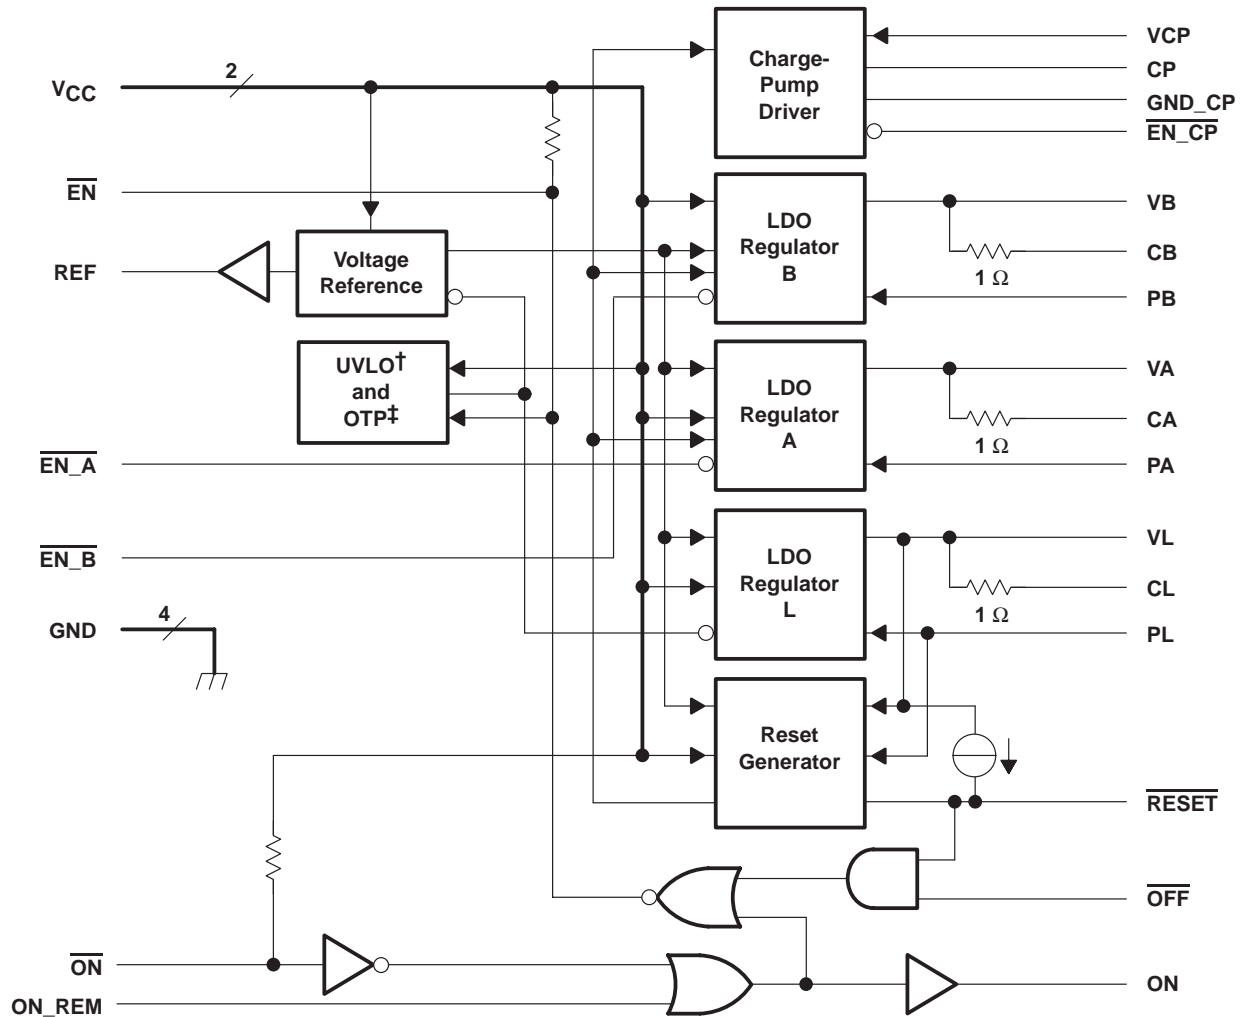 VCC
2
EN
REF
Voltage
Reference
UVLO†
and
OTP‡
EN_A
EN_B
GND
4
ON
ON_REM
Charge-
Pump
Driver
LDO
Regulator
B
LDO
Regulator
A
LDO
Regulator
L
Reset
Generator
VCP
CP
GND_CP
EN_CP
VB
CB
1 Ω
PB
VA
CA
1 Ω
PA
VL
CL
1 Ω
PL
RESET
OFF
ON